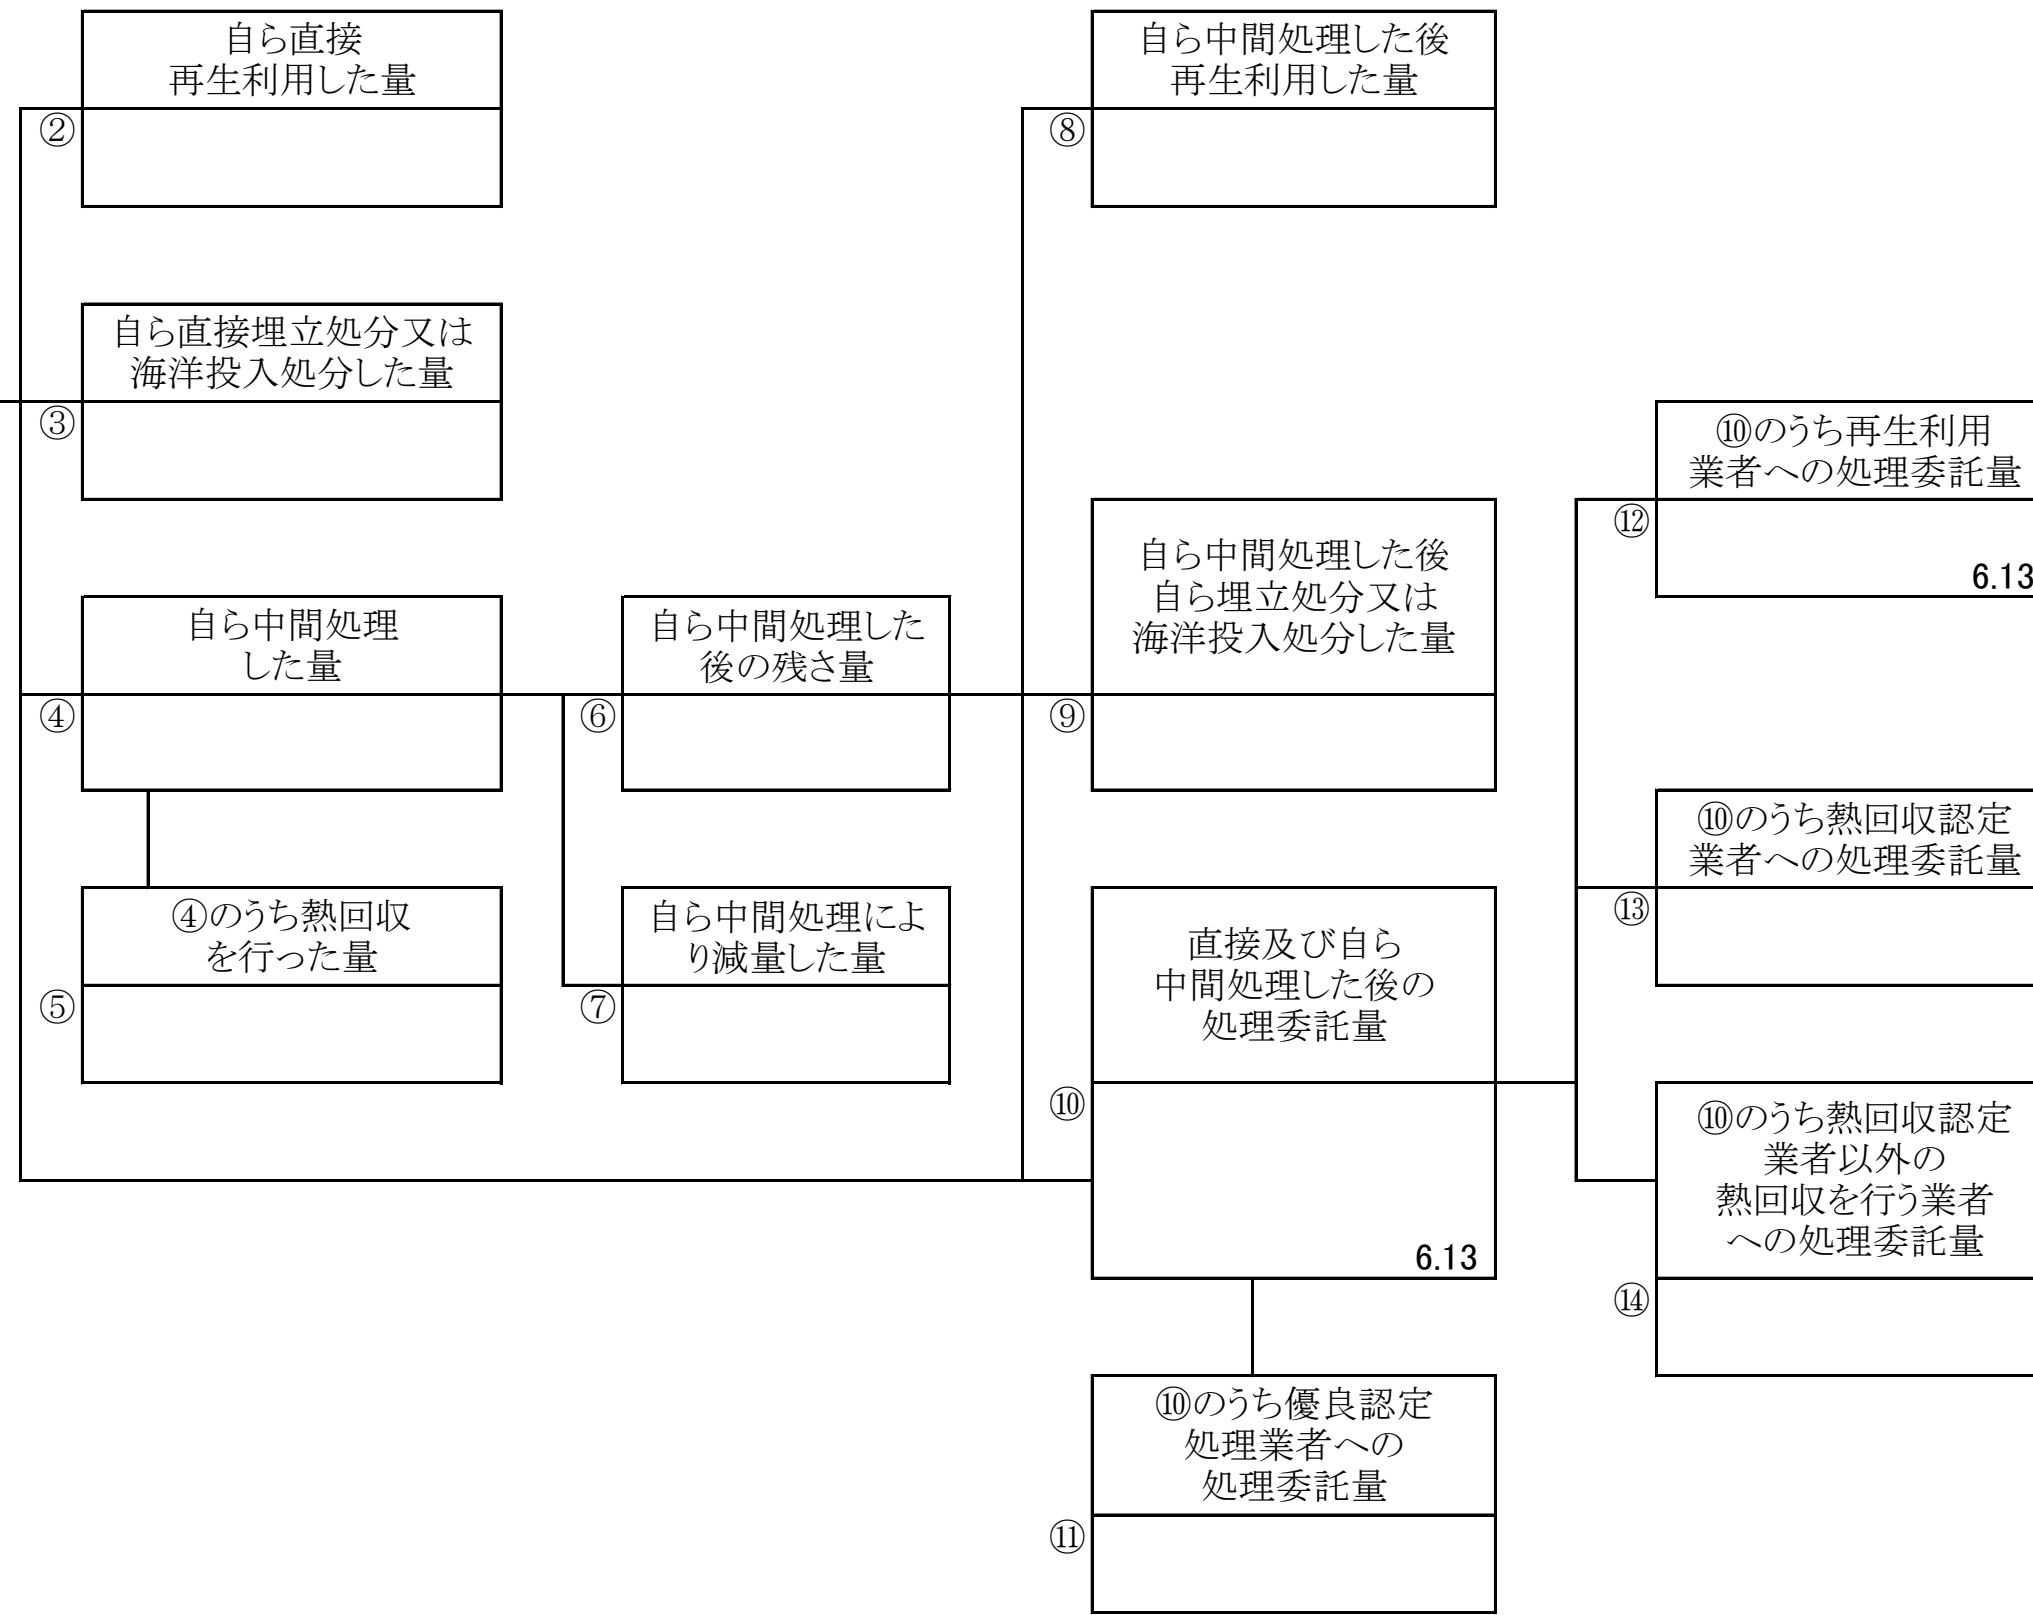 自ら直接
再生利用した量
②
自ら直接埋立処分又は
海洋投入処分した量
③
自ら中間処理
した量
④
④のうち熱回収
を行った量
⑤
自ら中間処理した
後の残さ量
⑥
自ら中間処理によ
り減量した量
⑦
自ら中間処理した後
再生利用した量
⑧
自ら中間処理した後
自ら埋立処分又は
海洋投入処分した量
⑨
直接及び自ら
中間処理した後の
処理委託量
⑩
6.13
⑩のうち優良認定
処理業者への
処理委託量
⑪
⑩のうち再生利用
業者への処理委託量
⑫
6.13
⑩のうち熱回収認定
業者への処理委託量
⑬
⑩のうち熱回収認定
業者以外の
熱回収を行う業者
への処理委託量
⑭